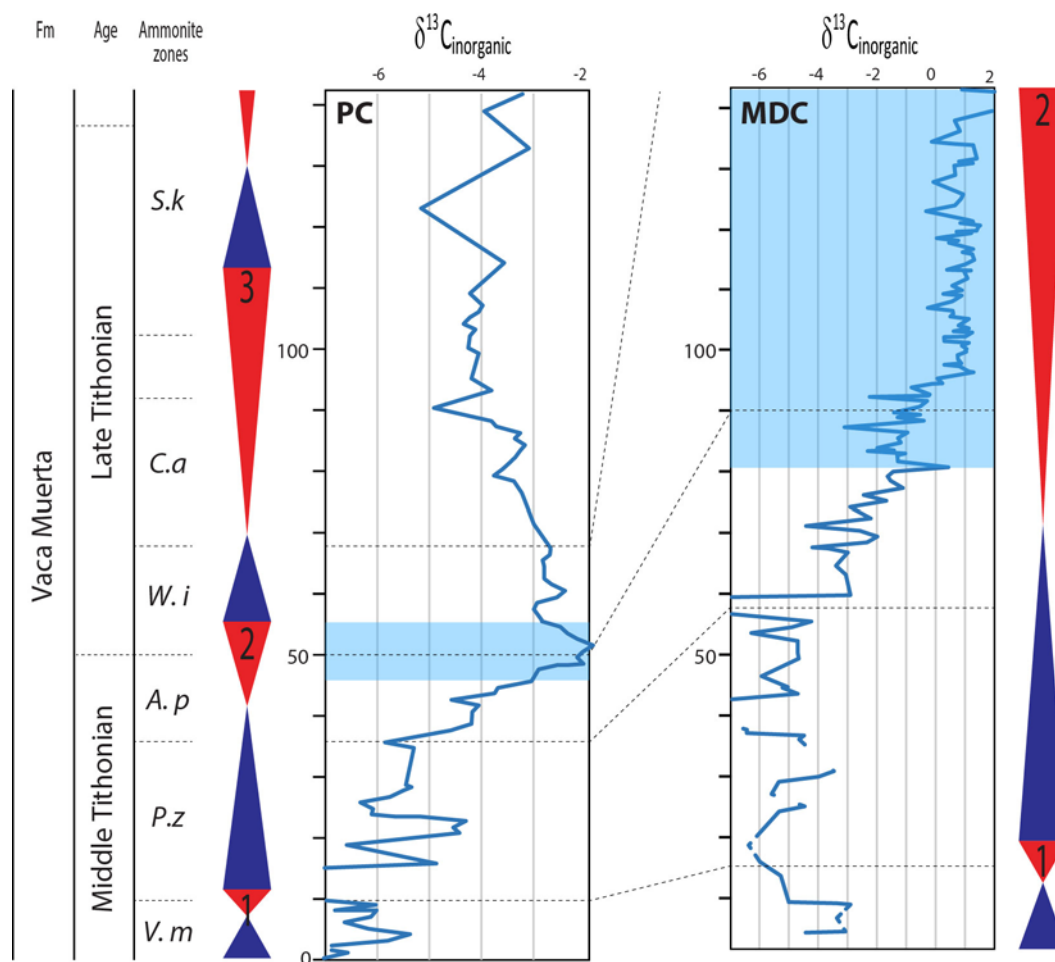 Fm Age Ammonite zones
δ13Cinorganic
δ13Cinorganic
-6 -4 -2
-6 -4 -2 0 2
PC
MDC
2
S.k
3
Late Tithonian
100
100
C.a
Vaca Muerta
W.i
2
50
50
A.p
Middle Tithonian
P.z
1
1
V.m
0